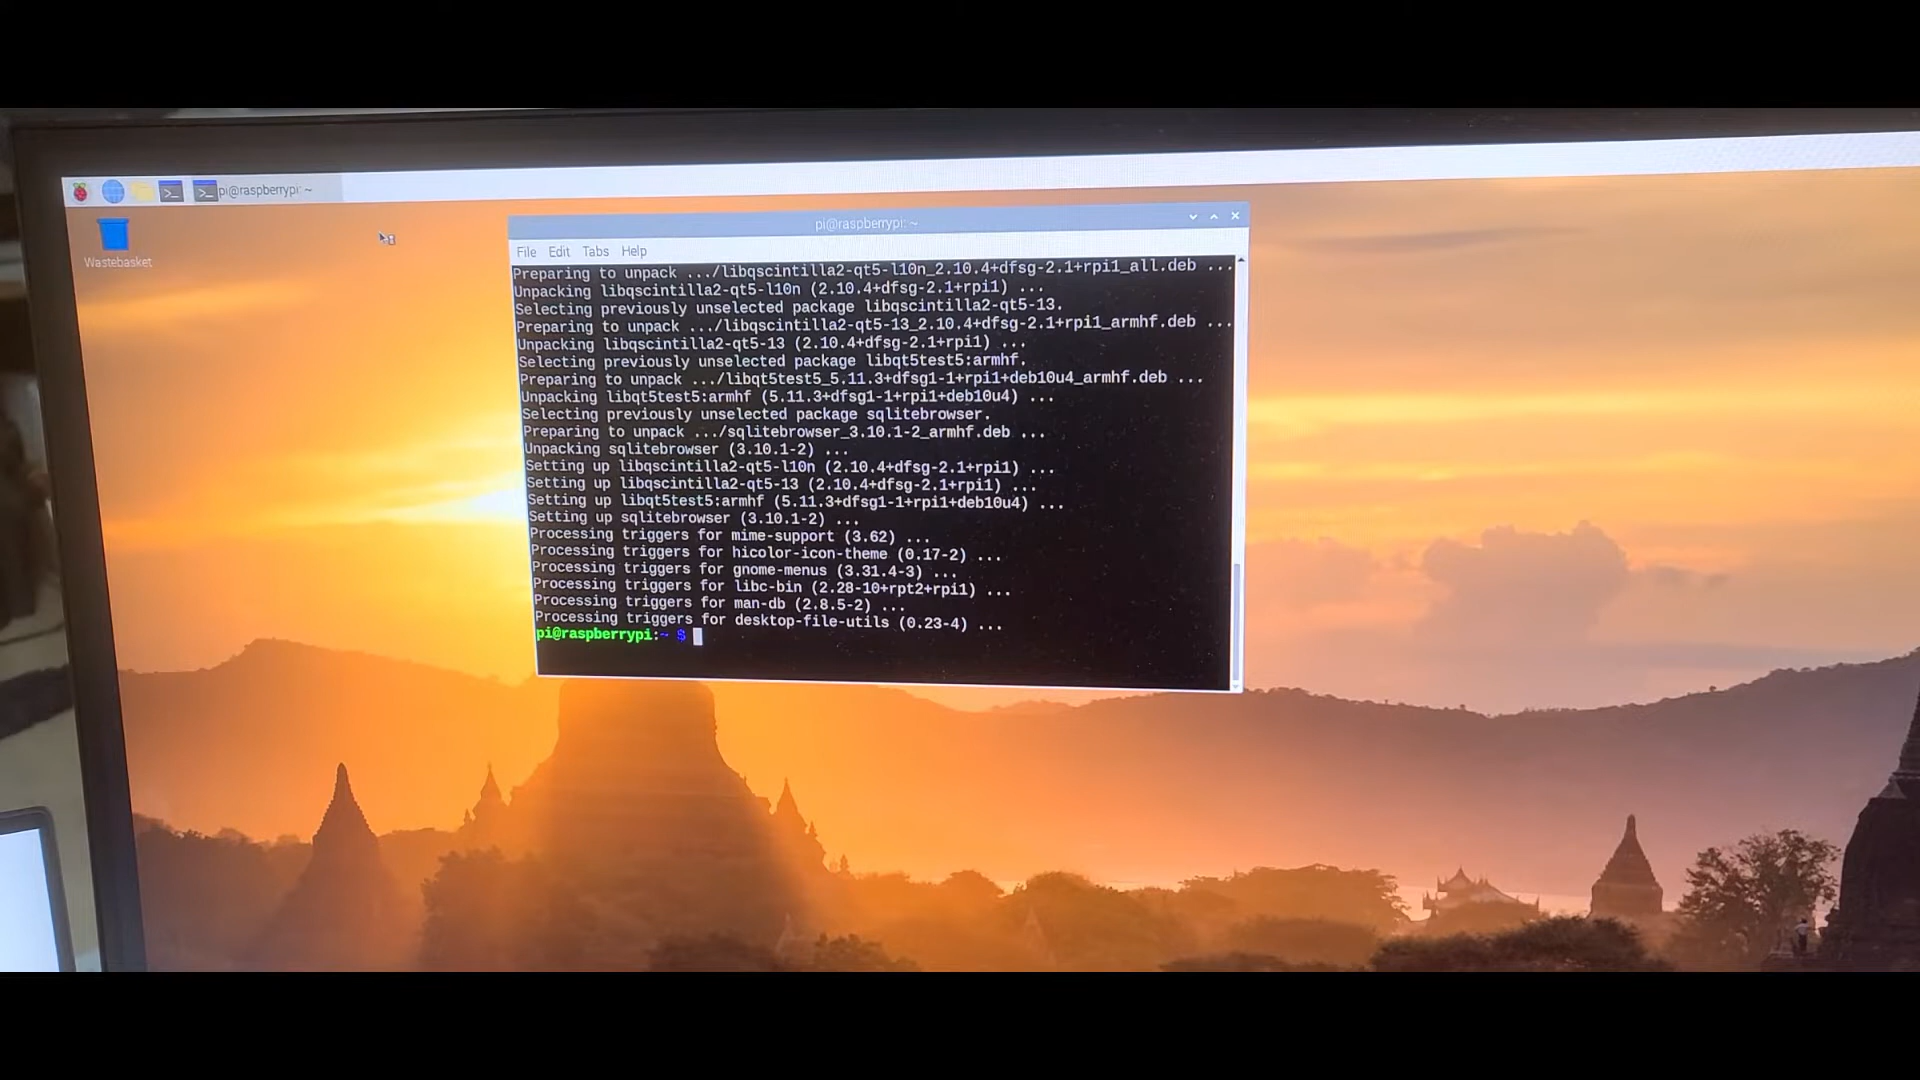 pi@raspberrypi: ~
Wastebasket
pi@raspberrypi: ~
File Edit Tabs Help
Preparing to unpack .../libqscintilla2-qt5-l10n_2.10.4+dfsg-2.1+rpi1_all.deb ...
Unpacking libqscintilla2-qt5-l10n (2.10.4+dfsg-2.1+rpi1) ...
Selecting previously unselected package libqscintilla2-qt5-13.
Preparing to unpack .../libqscintilla2-qt5-13_2.10.4+dfsg-2.1+rpi1_armhf.deb ...
Unpacking libqscintilla2-qt5-13 (2.10.4+dfsg-2.1+rpi1) ...
Selecting previously unselected package libqt5test5:armhf.
Preparing to unpack .../libqt5test5_5.11.3+dfsg1-1+rpi1+deb10u4_armhf.deb ...
Unpacking libqt5test5:armhf (5.11.3+dfsg1-1+rpi1+deb10u4) ...
Selecting previously unselected package sqlitebrowser.
Preparing to unpack .../sqlitebrowser_3.10.1-2_armhf.deb ...
Unpacking sqlitebrowser (3.10.1-2) ...
Setting up libqscintilla2-qt5-l10n (2.10.4+dfsg-2.1+rpi1) ...
Setting up libqscintilla2-qt5-13 (2.10.4+dfsg-2.1+rpi1) ...
Setting up libqt5test5:armhf (5.11.3+dfsg1-1+rpi1+deb10u4) ...
Setting up sqlitebrowser (3.10.1-2) ...
Processing triggers for mime-support (3.62) ...
Processing triggers for hicolor-icon-theme (0.17-2) ...
Processing triggers for gnome-menus (3.31.4-3) ...
Processing triggers for libc-bin (2.28-10+rpt2+rpi1) ...
Processing triggers for man-db (2.8.5-2) ...
Processing triggers for desktop-file-utils (0.23-4) ...
pi@raspberrypi:~ $